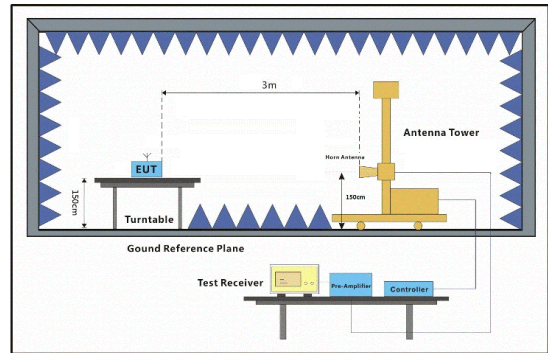 3m
Antenna Tower
Horn Antenna
EUT
150cm
150cm
Turntable
Gound Reference Plane
Test Receiver
Pre-Amplifier
Controller